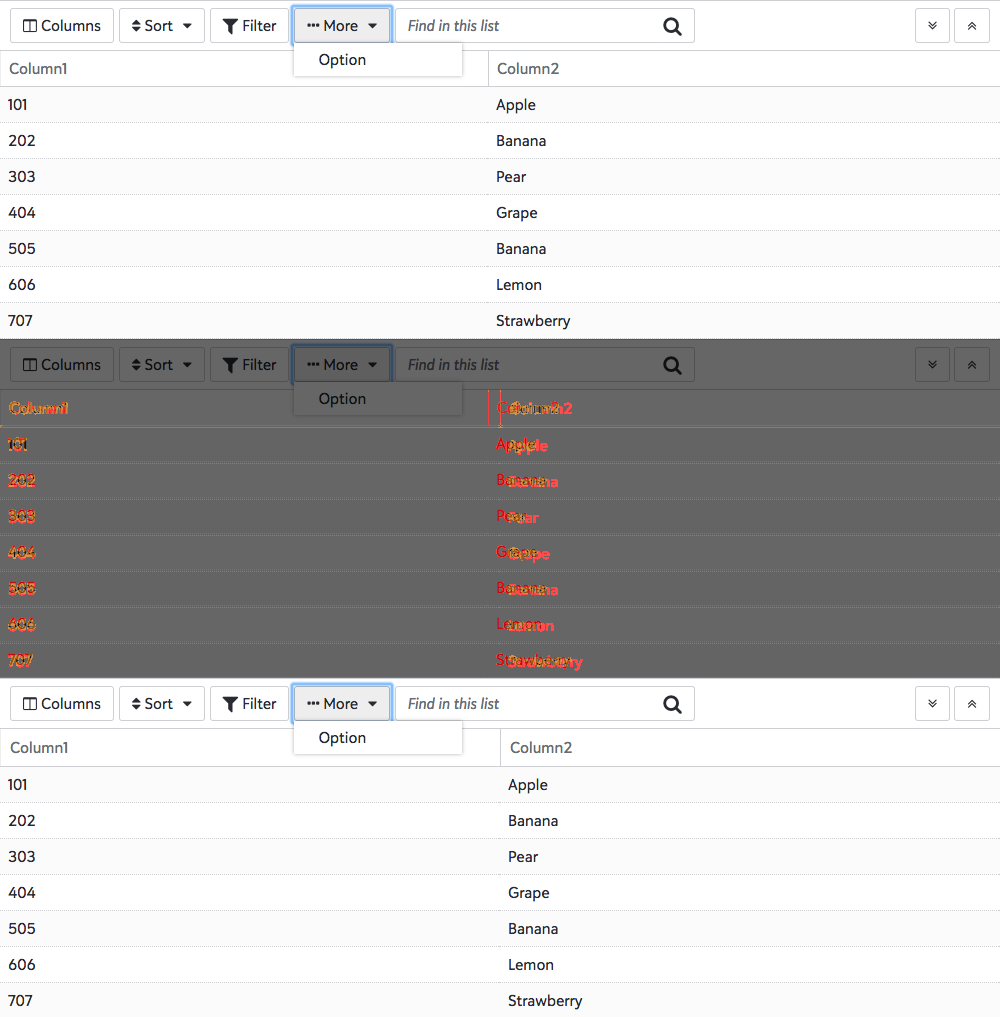 Columns Sort Filter More Find in this list
Option
Column1 Column2
101 Apple
202 Banana
303 Pear
404 Grape
505 Banana
606 Lemon
707 Strawberry
Columns Sort Filter More Find in this list
Option
Column1 Column2
101 Apple
202 Banana
303 Pear
404 Grape
505 Banana
606 Lemon
707 Strawberry
Columns Sort Filter More Find in this list
Option
Column1 Column2
101 Apple
202 Banana
303 Pear
404 Grape
505 Banana
606 Lemon
707 Strawberry